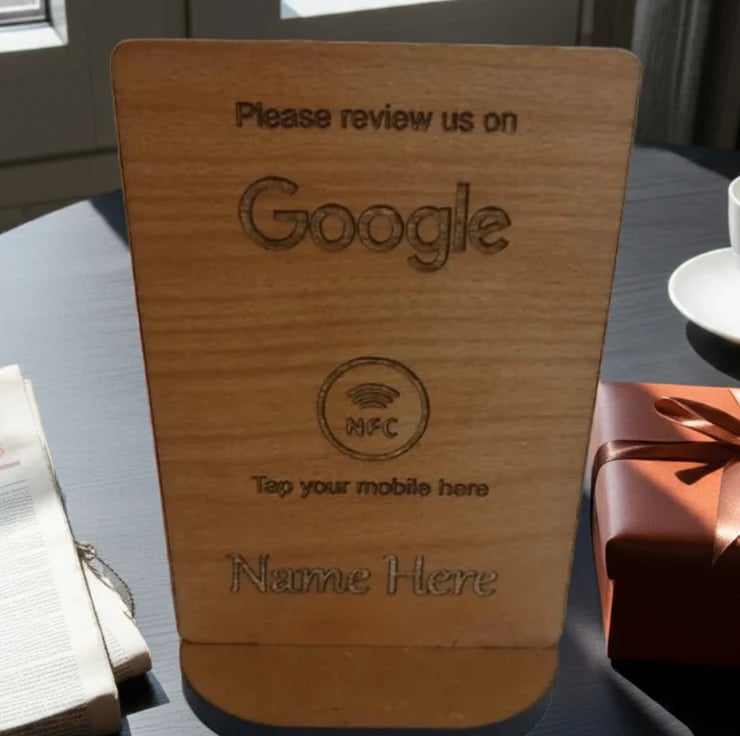 Please review us on
Google
NFC
Tap your mobile here
Name Here